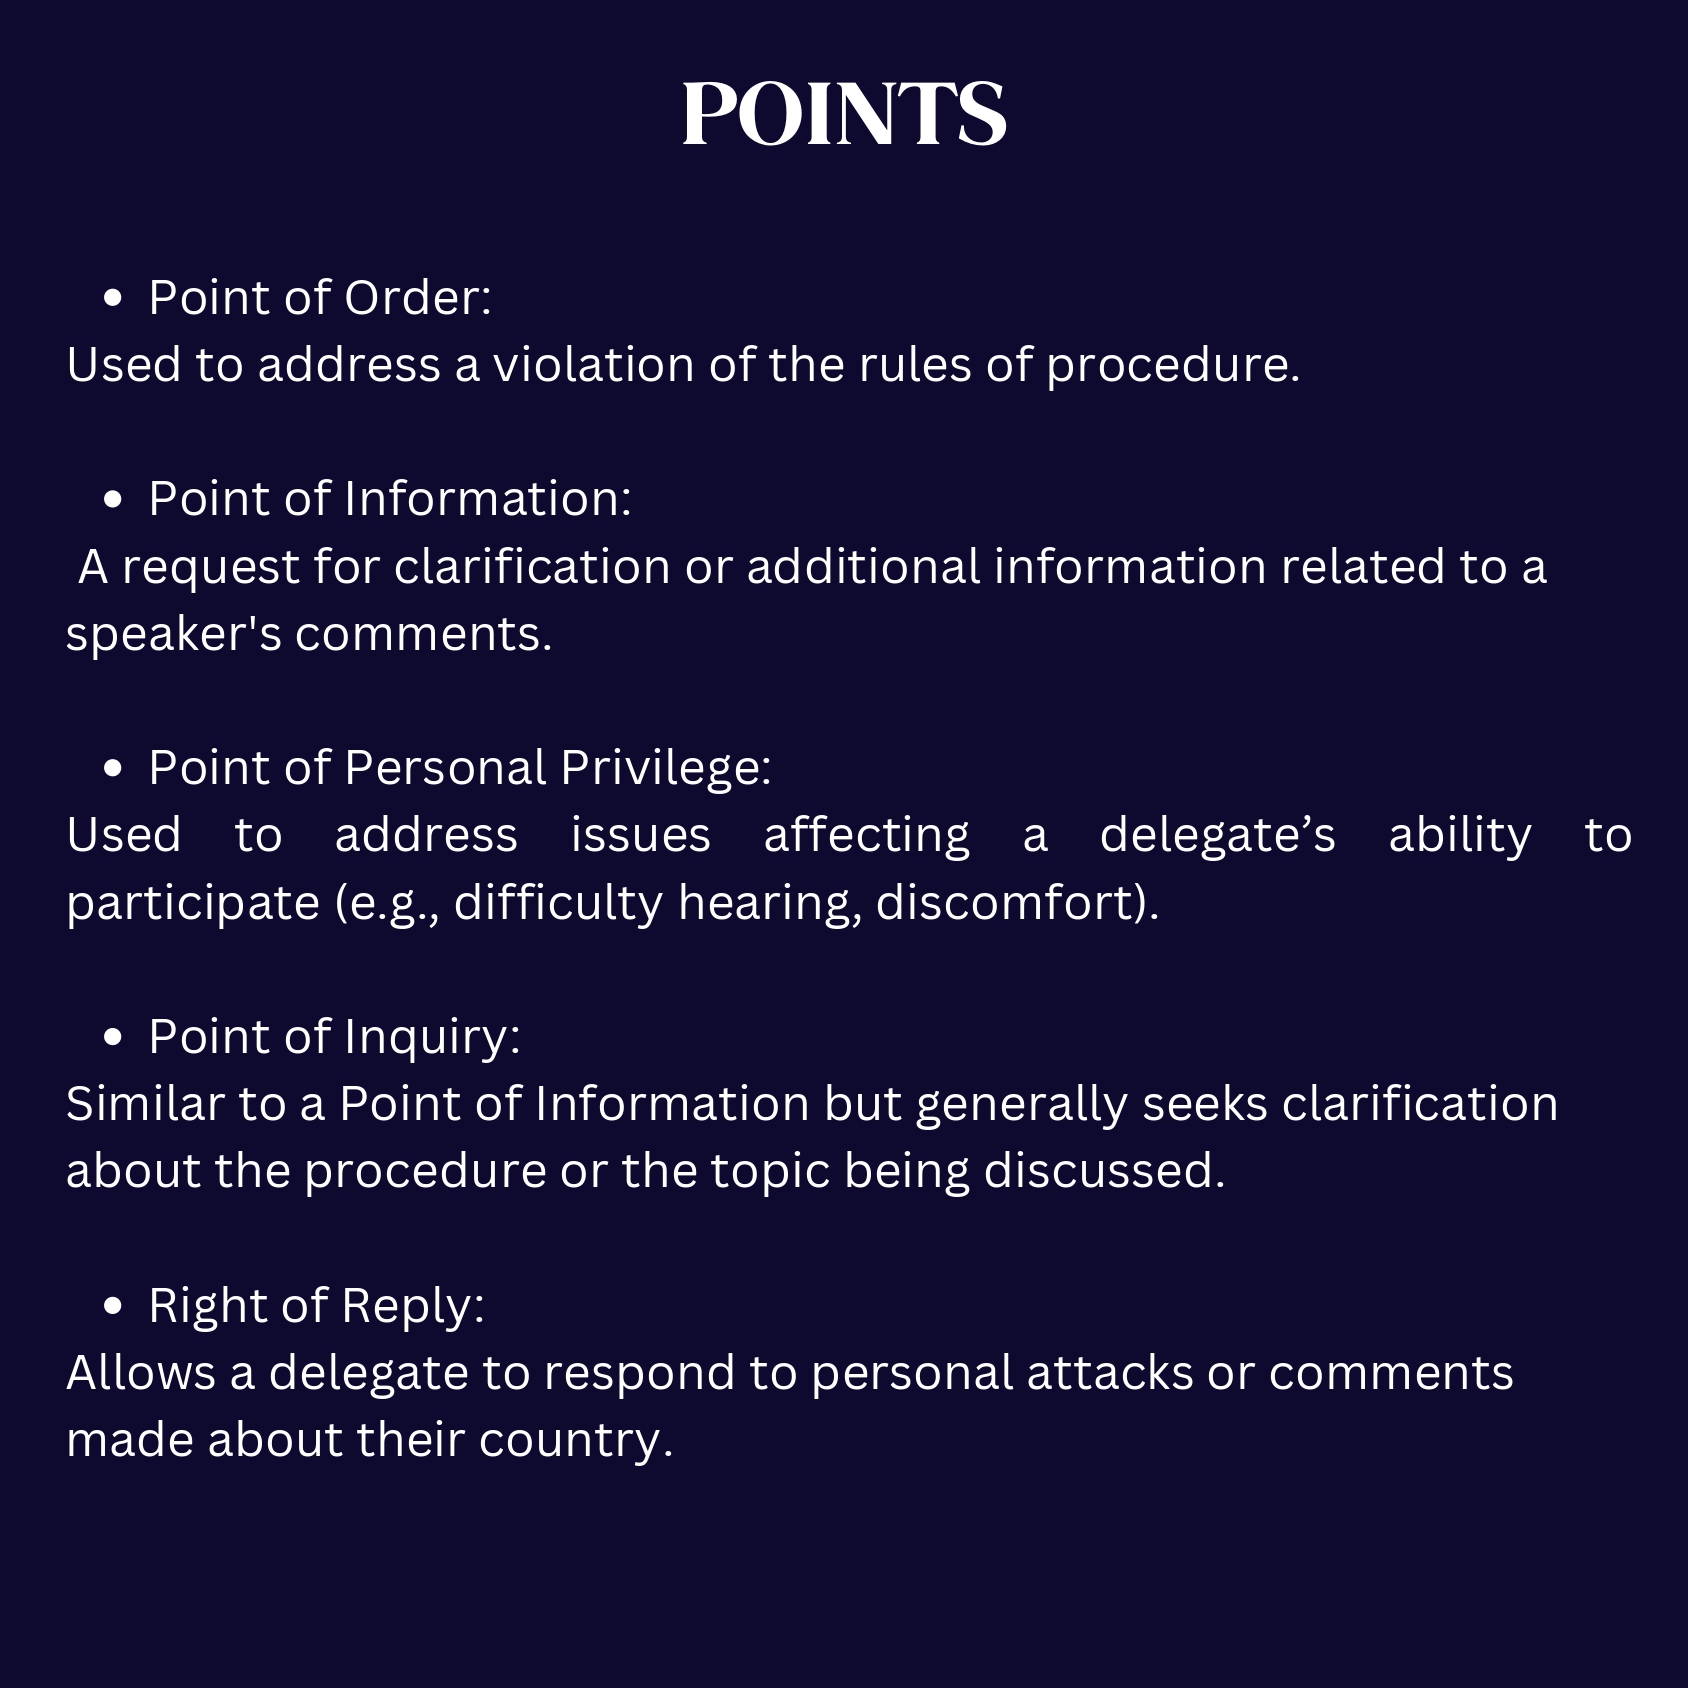 POINTS
• Point of Order:
Used to address a violation of the rules of procedure.
• Point of Information:
A request for clarification or additional information related to a
speaker's comments.
• Point of Personal Privilege:
Used to address issues affecting a delegate’s ability to
participate (e.g., difficulty hearing, discomfort).
• Point of Inquiry:
Similar to a Point of Information but generally seeks clarification
about the procedure or the topic being discussed.
• Right of Reply:
Allows a delegate to respond to personal attacks or comments
made about their country.